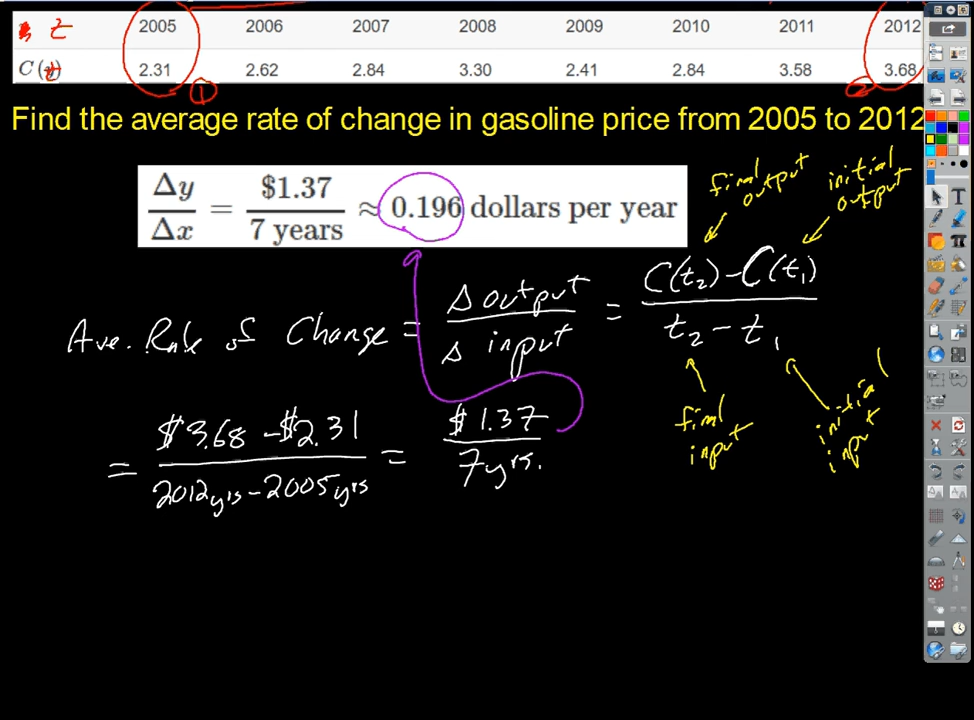 t 2005 2006 2007 2008 2009 2010 2011 2012
C (t) 2.31 2.62 2.84 3.30 2.41 2.84 3.58 3.68
① ②
Find the average rate of change in gasoline price from 2005 to 2012
Δy/Δx = $1.37/7 years ≈ 0.196 dollars per year
final output
initial output
Ave. Rate of Change = Δ output/Δ input = C(t₂) – C(t₁)/t₂ – t₁
final input
initial input
= $3.68 – $2.31/2012yrs – 2005yrs = $1.37/7yrs.